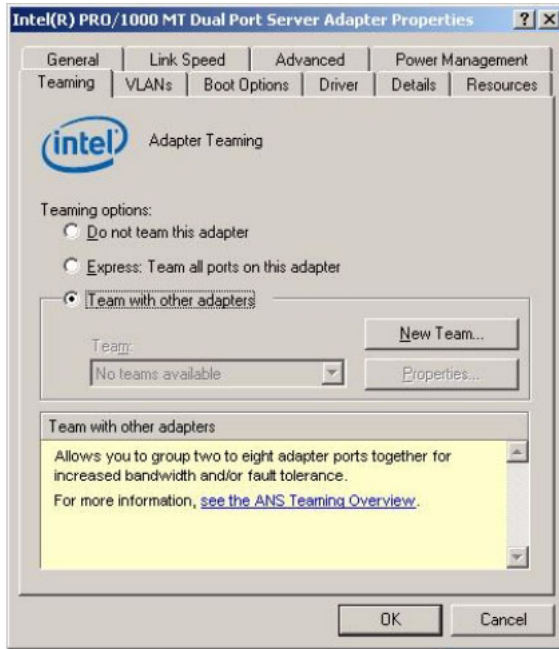 Intel(R) PRO/1000 MT Dual Port Server Adapter Properties
General Link Speed Advanced Power Management
Teaming VLANs Boot Options Driver Details Resources
intel Adapter Teaming
Teaming options:
Do not team this adapter
Express: Team all ports on this adapter
Team with other adapters
New Team...
Team:
No teams available
Properties...
Team with other adapters
Allows you to group two to eight adapter ports together for
increased bandwidth and/or fault tolerance.
For more information, see the ANS Teaming Overview.
OK Cancel